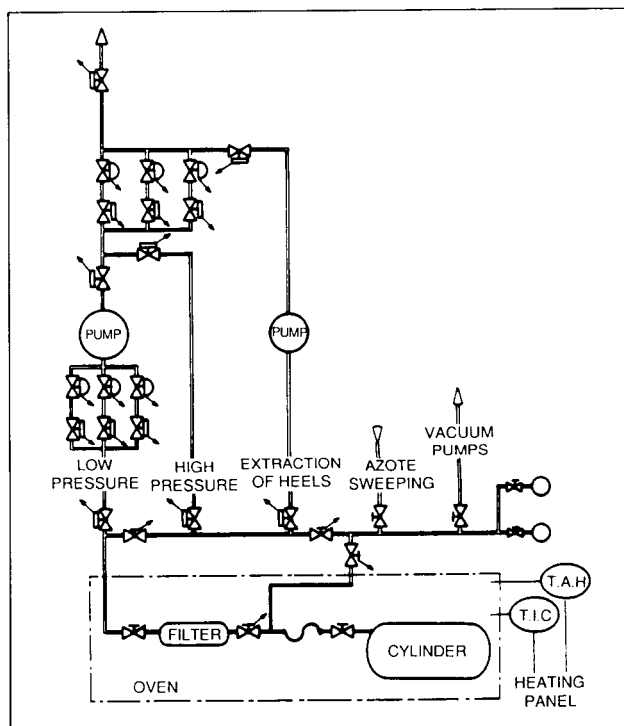 PUMP
PUMP
LOW
PRESSURE
HIGH
PRESSURE
EXTRACTION
OF HEELS
AZOTE
SWEEPING
VACUUM
PUMPS
T.A.H
T.I.C
FILTER
CYLINDER
OVEN
HEATING
PANEL